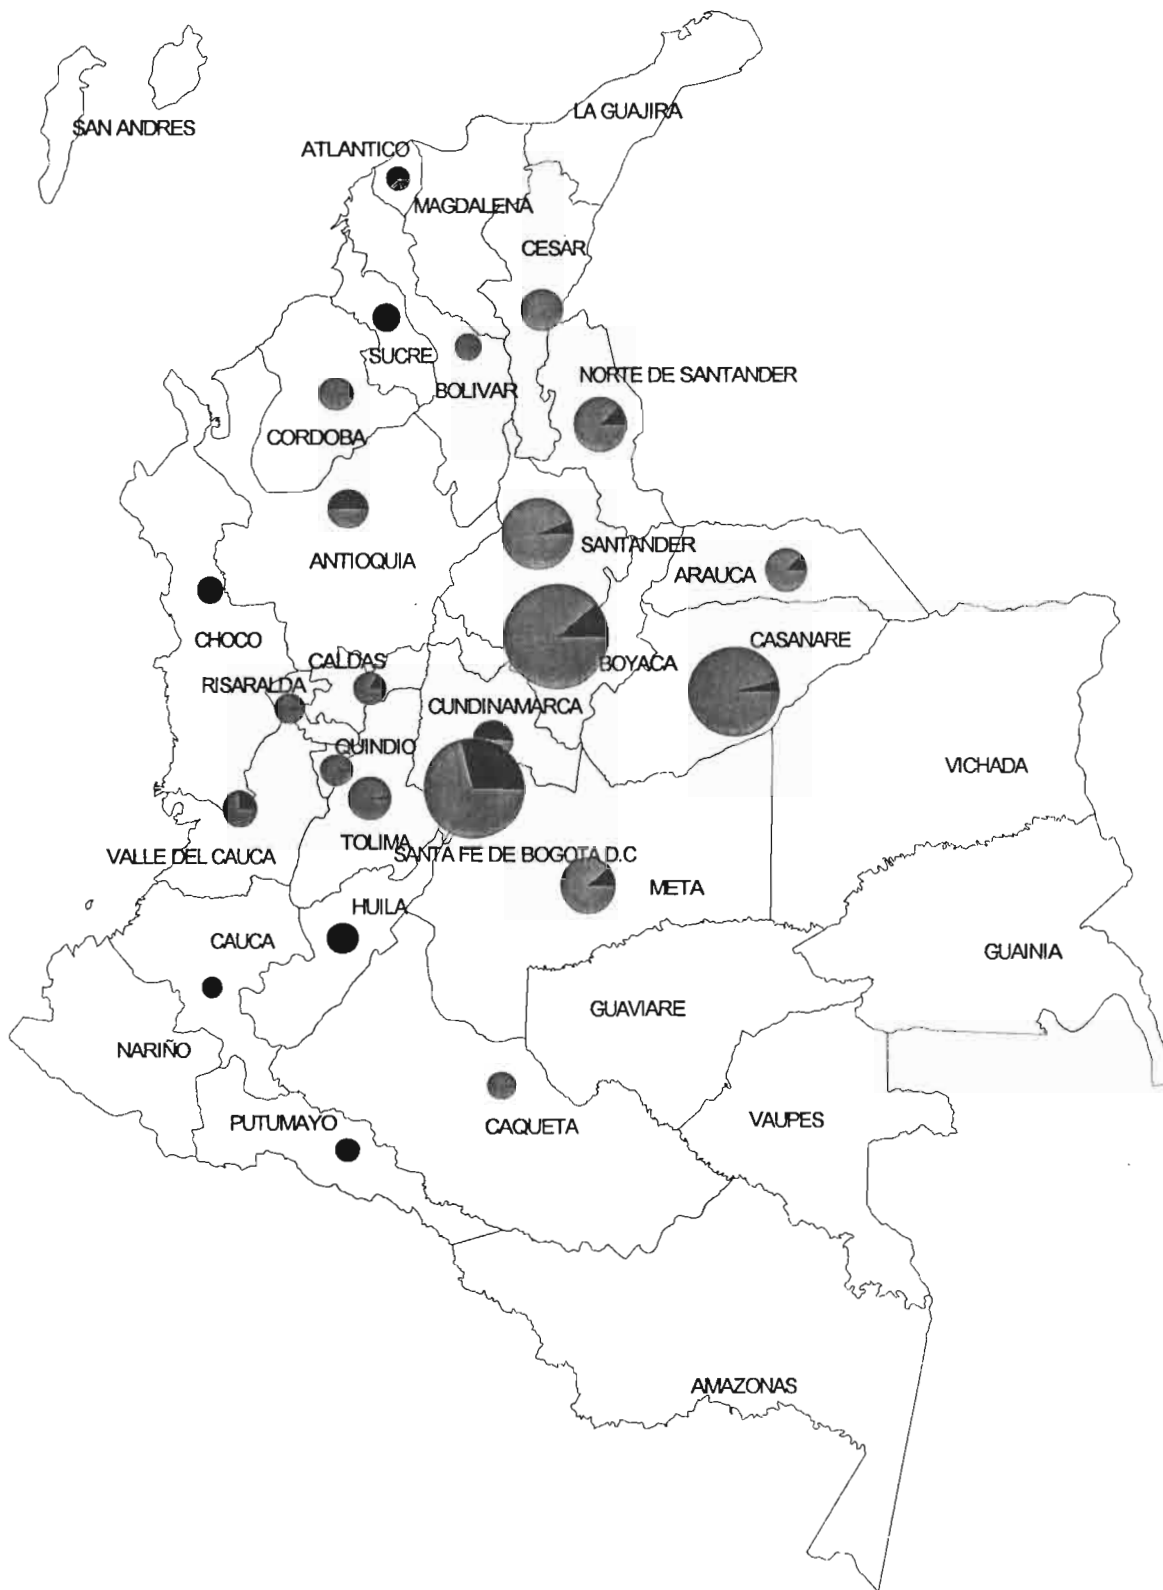 LA GUAJIRA
SAN ANDRES
ATLANTICO
MAGDALENA
CESAR
SUCRE
BOLIVAR
NORTE DE SANTANDER
CORDOBA
ANTIOQUIA
SANTANDER
ARAUCA
CHOCO
CASANARE
CALDAS
BOYACA
RISARALDA
CUNDINAMARCA
QUINDIO
VICHADA
TOLIMA
VALLE DEL CAUCA
SANTA FE DE BOGOTA D.C
META
HUILA
CAUCA
GUAINIA
GUAVIARE
NARIÑO
PUTUMAYO
CAQUETA
VAUPES
AMAZONAS